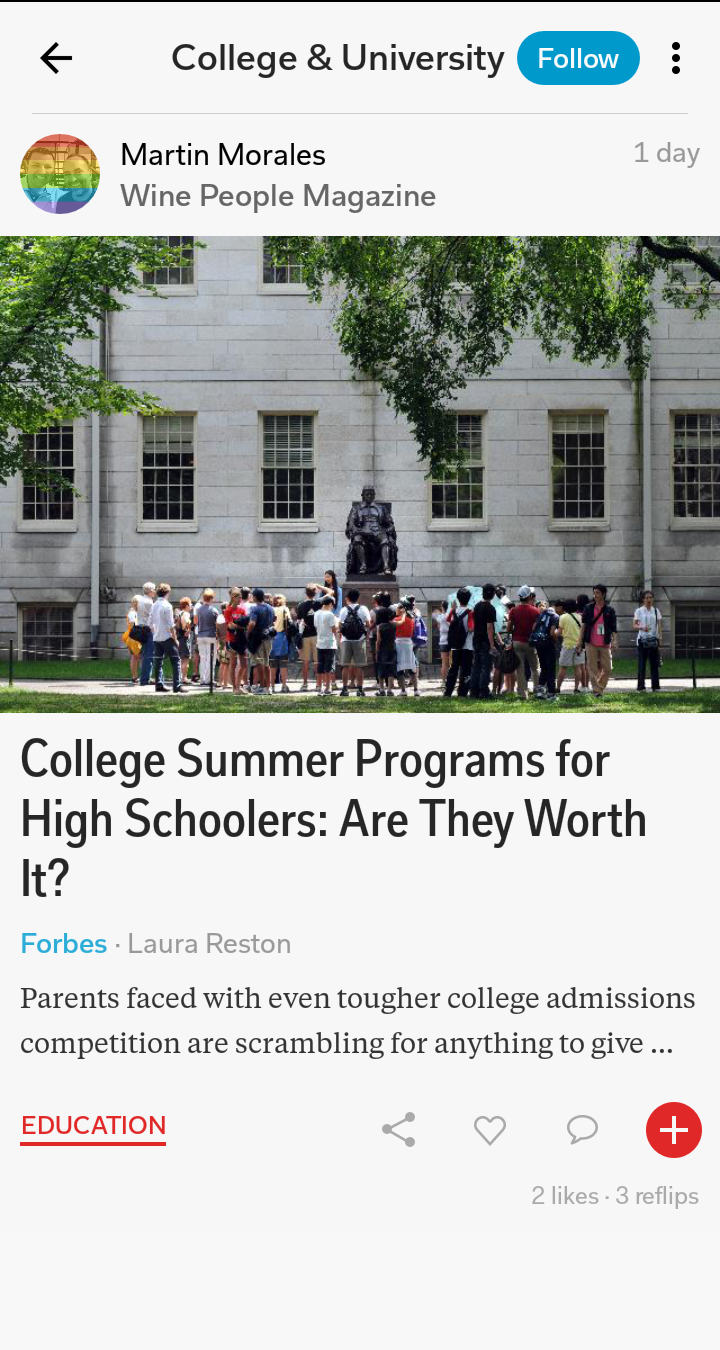 College & University
Follow
Martin Morales
1 day
Wine People Magazine
College Summer Programs for
High Schoolers: Are They Worth
It?
Forbes · Laura Reston
Parents faced with even tougher college admissions
competition are scrambling for anything to give ...
EDUCATION
2 likes · 3 reflips